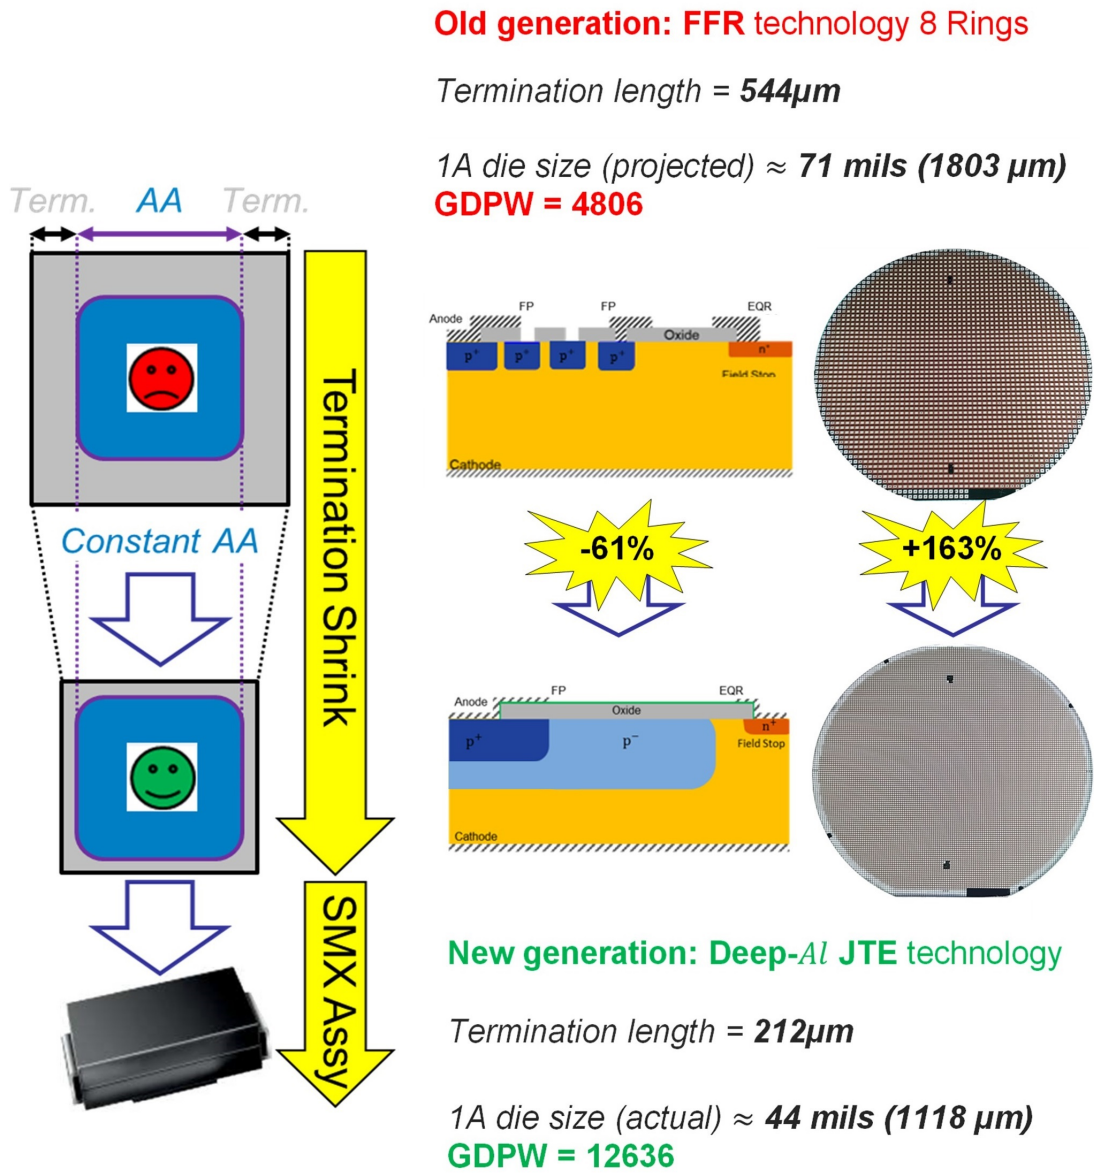 Old generation: FFR technology 8 Rings
Termination length = 544µm
1A die size (projected) ≈ 71 mils (1803 µm)
GDPW = 4806
Term. AA Term.
Constant AA
Termination Shrink
SMX Assy
FP FP EQR
Anode
Oxide
p⁺ p⁺ p⁺ p⁺ n⁺
Field Stop
Cathode
-61%
+163%
FP EQR
Anode
Oxide
p⁺ p⁻ n⁺
Field Stop
Cathode
New generation: Deep-Al JTE technology
Termination length = 212µm
1A die size (actual) ≈ 44 mils (1118 µm)
GDPW = 12636